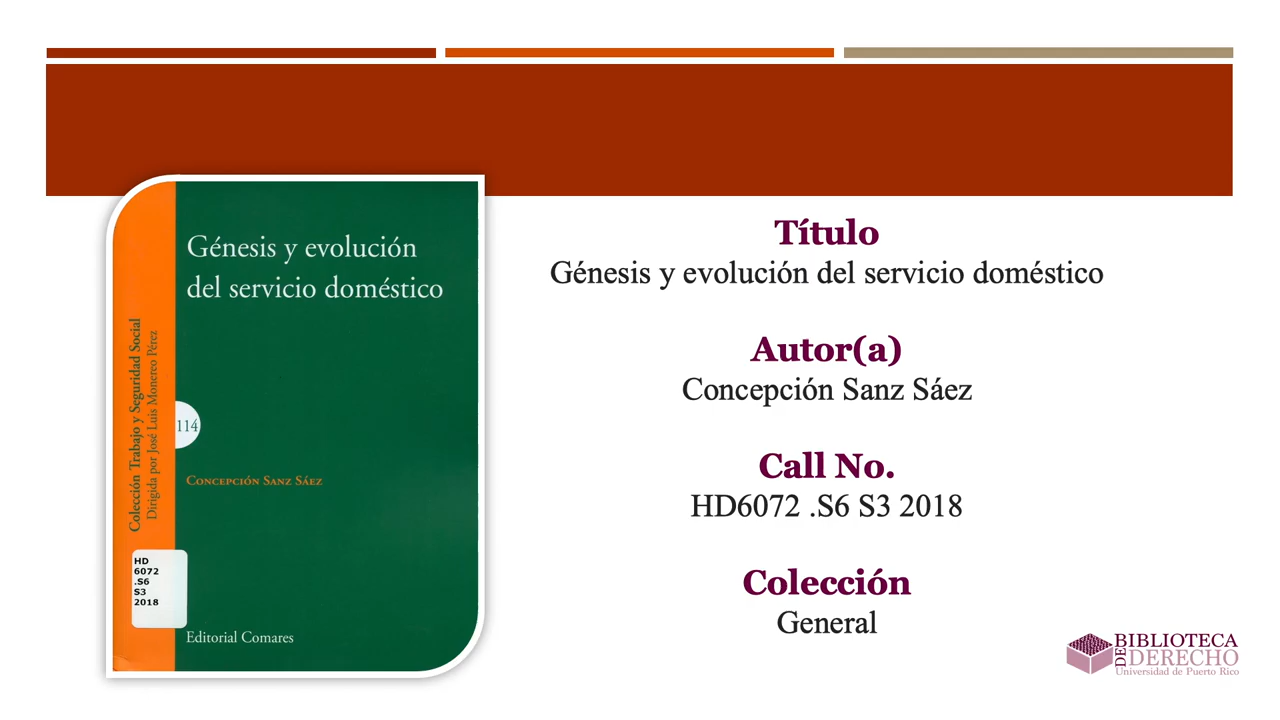 Génesis y evolución
del servicio doméstico
Colección Trabajo y Seguridad Social
Dirigida por José Luis Monereo Pérez
114
Concepción Sanz Sáez
HD
6072
.S6
S3
2018
Editorial Comares
Título
Génesis y evolución del servicio doméstico
Autor(a)
Concepción Sanz Sáez
Call No.
HD6072 .S6 S3 2018
Colección
General
BIBLIOTECA
DE DERECHO
Universidad de Puerto Rico